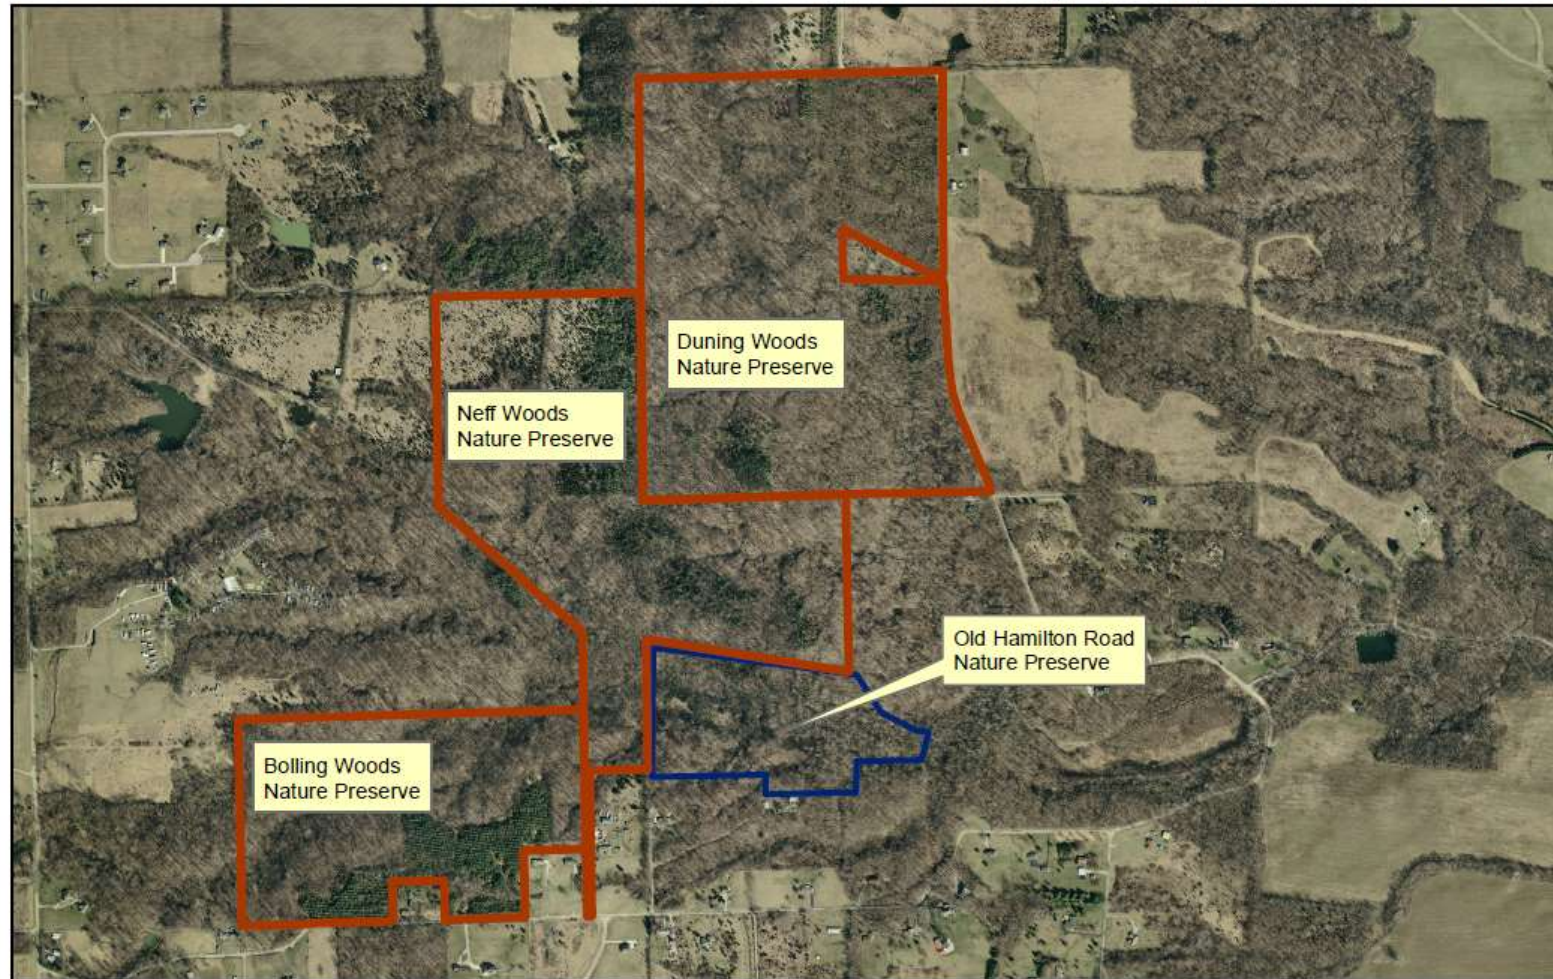 Duning Woods
Nature Preserve
Neff Woods
Nature Preserve
Old Hamilton Road
Nature Preserve
Bolling Woods
Nature Preserve